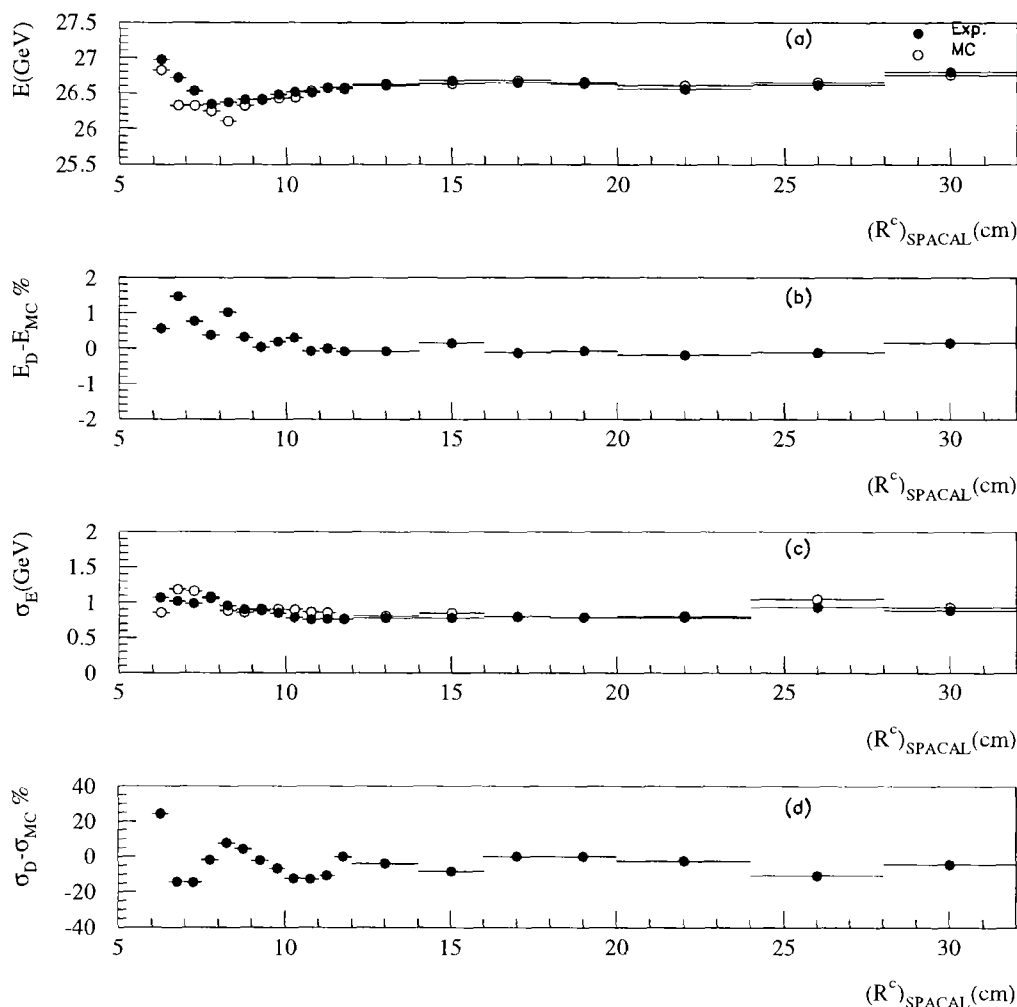 27.5
27
26.5
26
25.5
E(GeV)
(a)
Exp.
MC
5 10 15 20 25 30
(R^c)_SPACAL(cm)
2
1
0
-1
-2
E_D-E_MC %
(b)
5 10 15 20 25 30
(R^c)_SPACAL(cm)
2
1.5
1
0.5
0
σ_E(GeV)
(c)
5 10 15 20 25 30
(R^c)_SPACAL(cm)
40
20
0
-20
-40
σ_D-σ_MC %
(d)
5 10 15 20 25 30
(R^c)_SPACAL(cm)